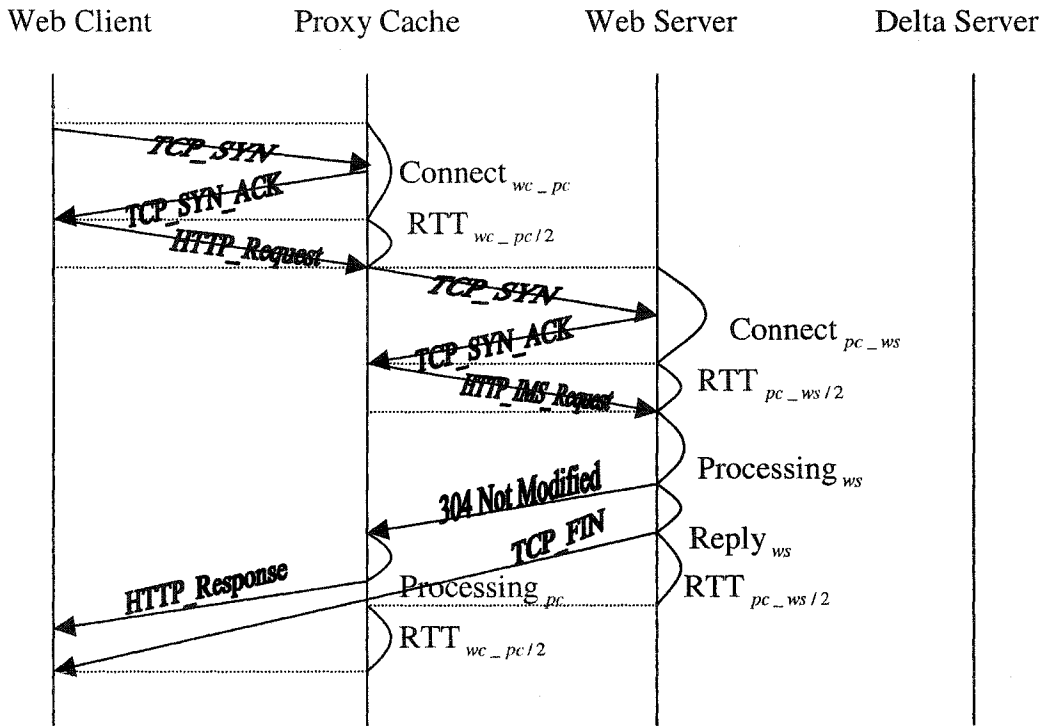 Web Client
Proxy Cache
Web Server
Delta Server
TCP_SYN
Connect wc_pc
TCP_SYN_ACK
RTT wc_pc/2
HTTP_Request
TCP_SYN
Connect pc_ws
TCP_SYN_ACK
RTT pc_ws/2
HTTP_IMS_Request
Processing ws
304 Not Modified
TCP_FIN
Reply ws
HTTP_Response
Processing pc
RTT pc_ws/2
RTT wc_pc/2